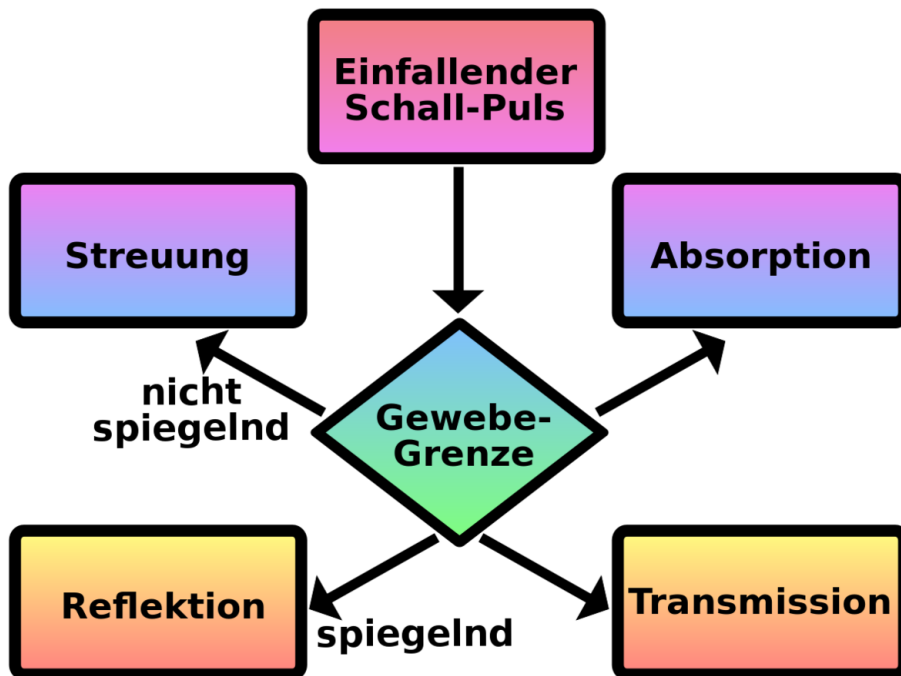 Einfallender
Schall-Puls
Streuung
Absorption
nicht
spiegelnd
Gewebe-
Grenze
Reflektion
spiegelnd
Transmission